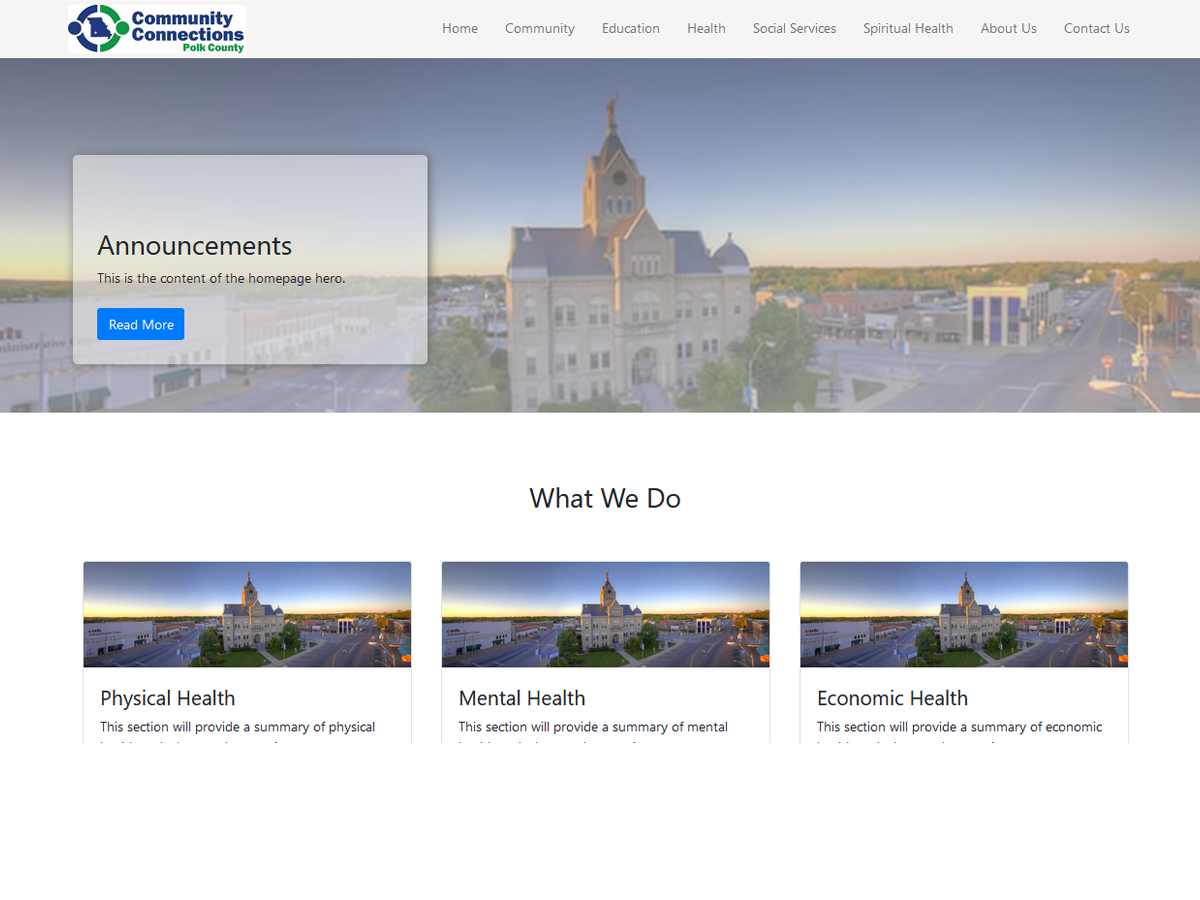 Community
Connections
Polk County
Home Community Education Health Social Services Spiritual Health About Us Contact Us
Announcements
This is the content of the homepage hero.
Read More
What We Do
Physical Health
This section will provide a summary of physical
Mental Health
This section will provide a summary of mental
Economic Health
This section will provide a summary of economic